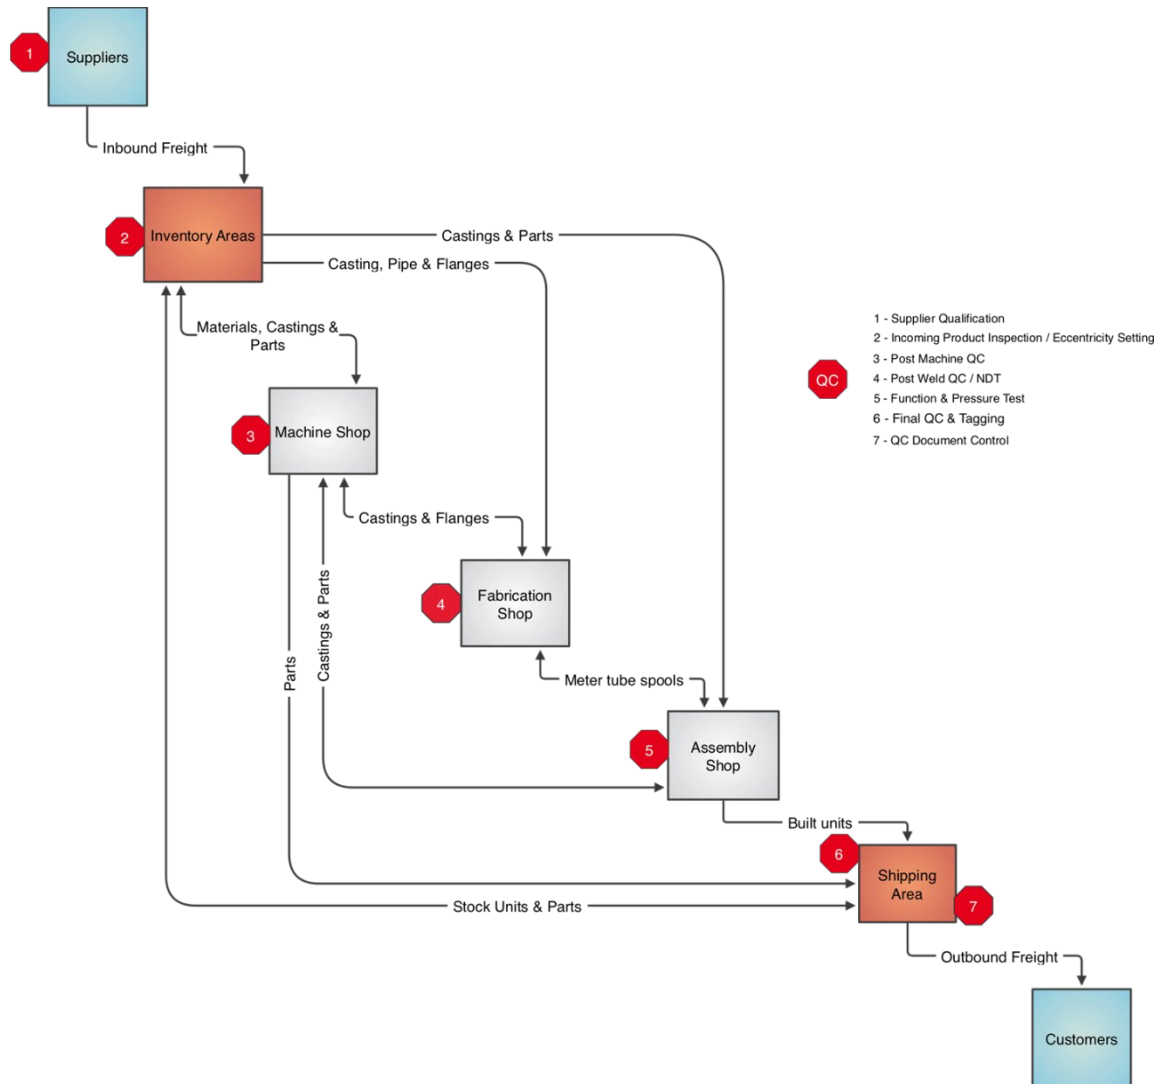 1
Suppliers
Inbound Freight
2
Inventory Areas
Castings & Parts
Casting, Pipe & Flanges
Materials, Castings &
Parts
QC
1 - Supplier Qualification
2 - Incoming Product Inspection / Eccentricity Setting
3 - Post Machine QC
4 - Post Weld QC / NDT
5 - Function & Pressure Test
6 - Final QC & Tagging
7 - QC Document Control
3
Machine Shop
Castings & Flanges
Castings & Parts
Parts
4
Fabrication
Shop
Meter tube spools
5
Assembly
Shop
Built units
6
Shipping
Area
7
Stock Units & Parts
Outbound Freight
Customers